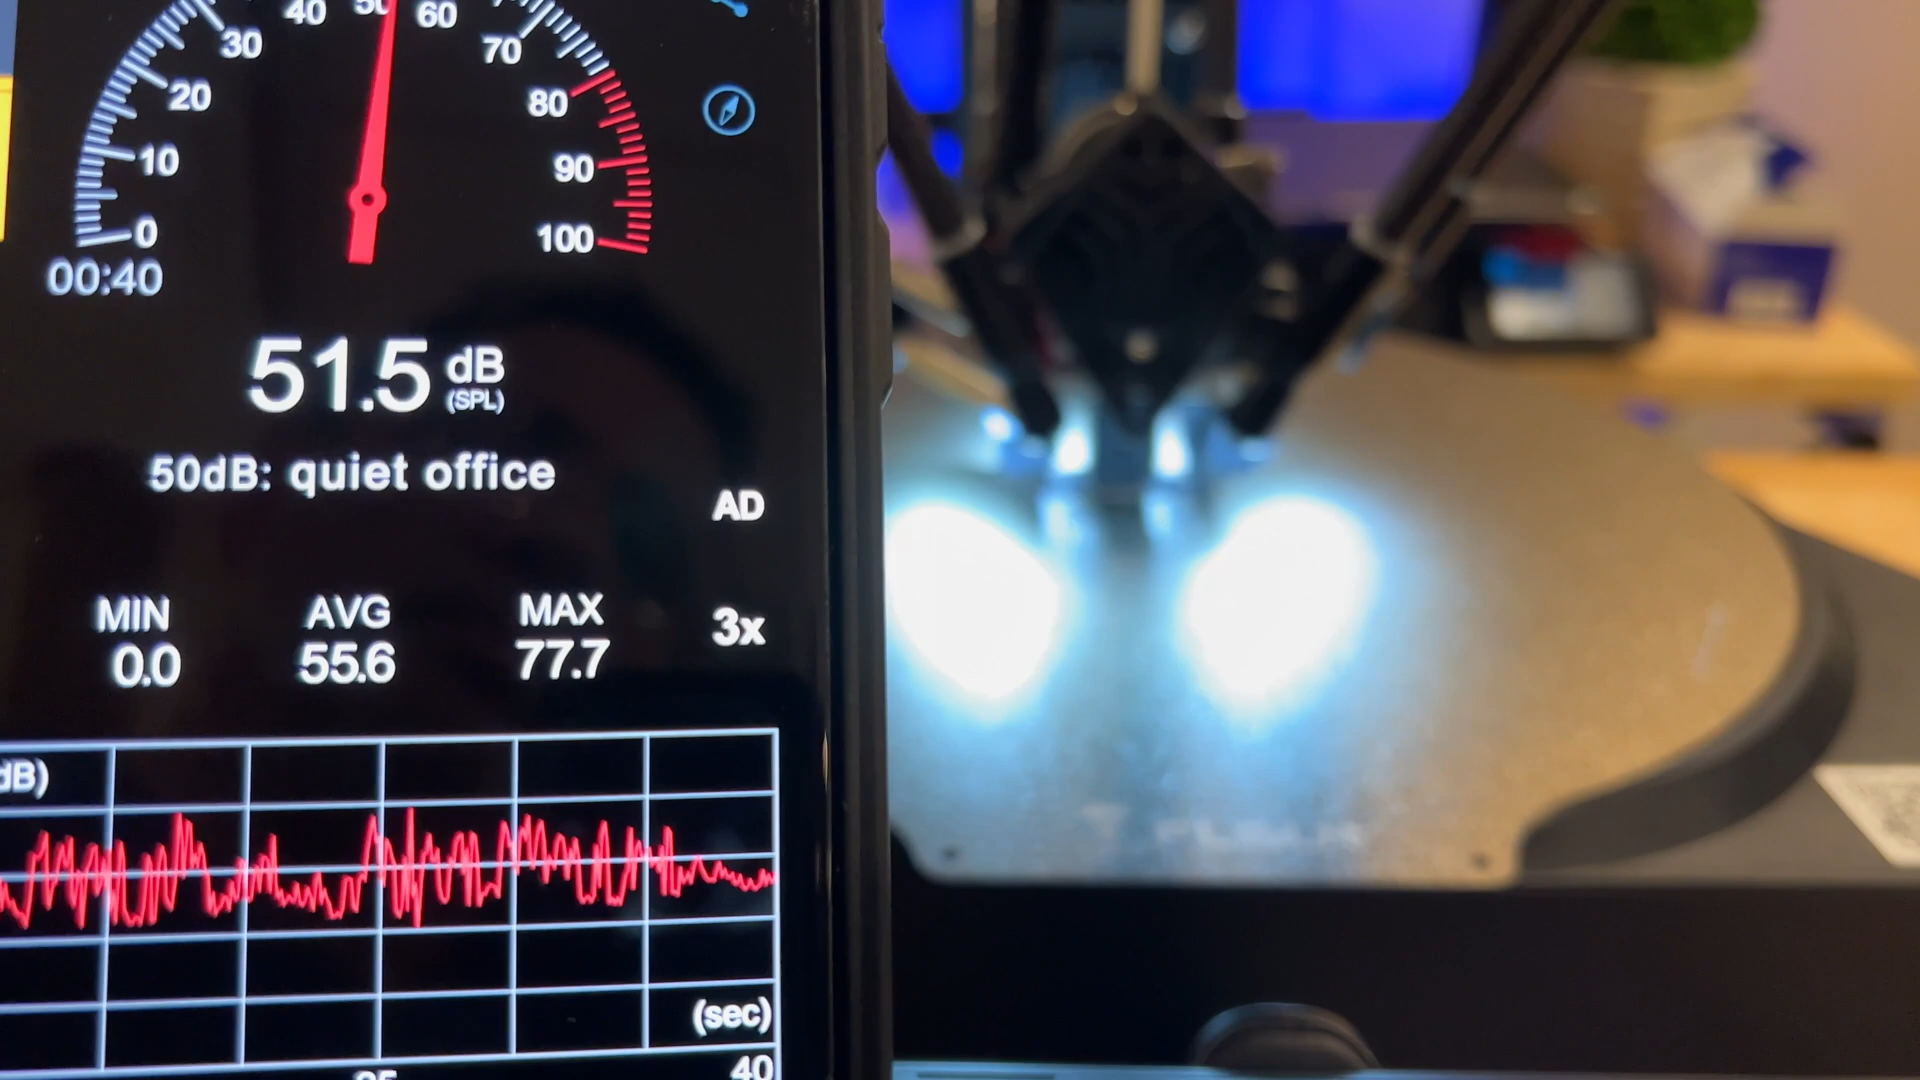 40 50 60
30 70
20 80
10 90
0 100
00:40
51.5 dB
(SPL)
50dB: quiet office
AD
MIN AVG MAX
0.0 55.6 77.7
3x
dB)
(sec)
40